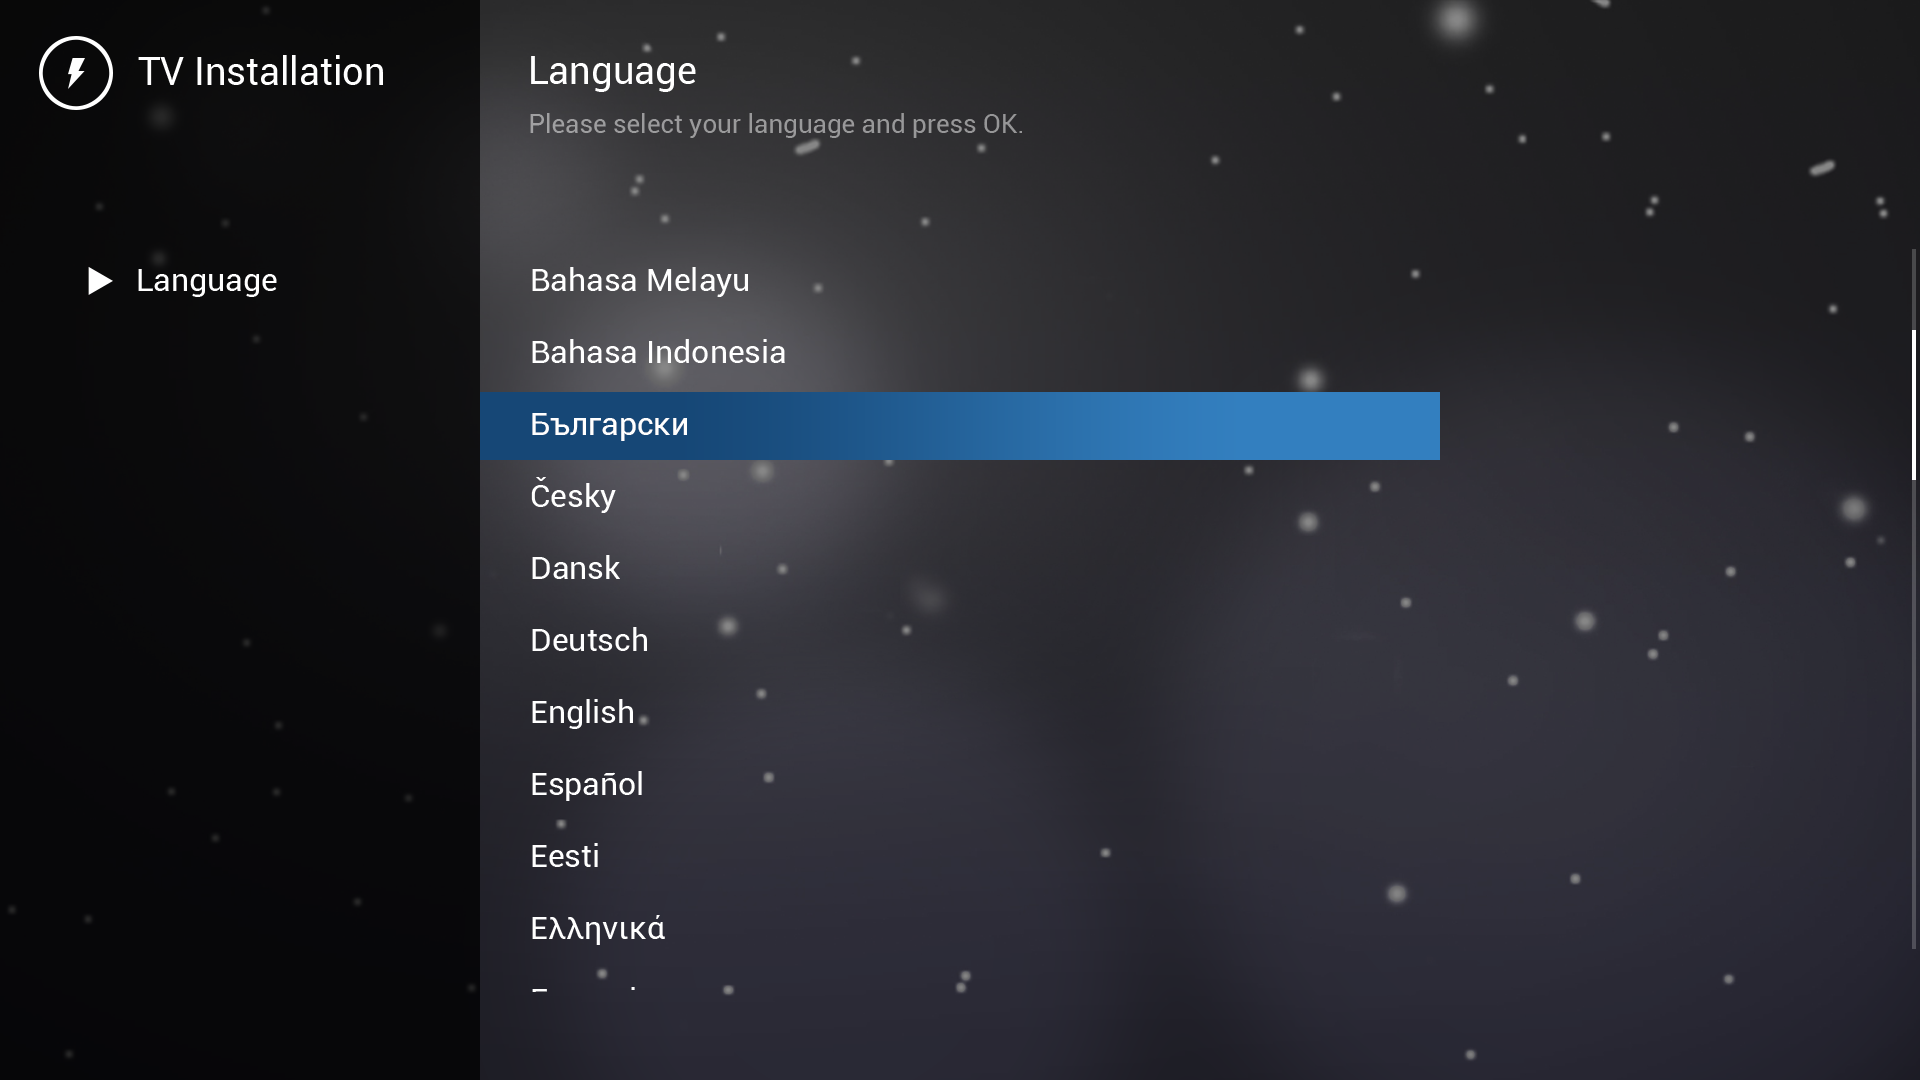 TV Installation
Language
Language
Please select your language and press OK.
Bahasa Melayu
Bahasa Indonesia
Български
Česky
Dansk
Deutsch
English
Español
Eesti
Ελληνικά